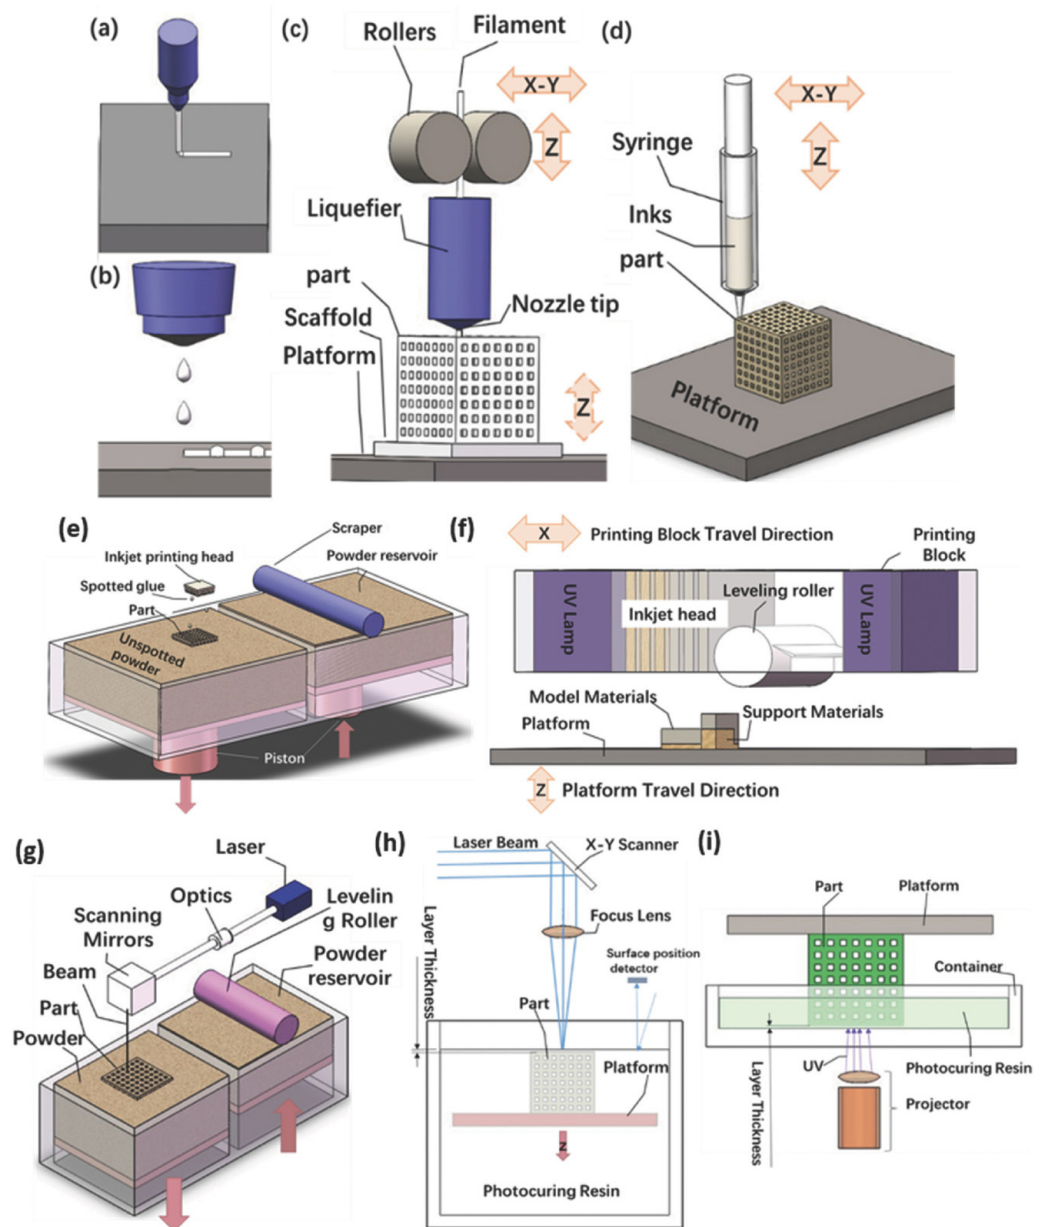 (a)
(b)
(c)
Rollers
Filament
X-Y
Z
Liquefier
part
Nozzle tip
Scaffold
Platform
Z
(d)
X-Y
Z
Syringe
Inks
part
Platform
(e)
Scraper
Inkjet printing head
Powder reservoir
Spotted glue
Part
Unspotted
powder
Piston
(f)
X
Printing Block Travel Direction
Printing
Block
UV Lamp
Inkjet head
Leveling roller
UV Lamp
Model Materials
Support Materials
Platform
Z
Platform Travel Direction
(g)
Laser
Optics
Levelin
g Roller
Scanning
Mirrors
Powder
reservoir
Beam
Part
Powder
(h)
Laser Beam
X-Y Scanner
Focus Lens
Layer Thickness
Surface position
detector
Part
Platform
Z
Photocuring Resin
(i)
Part
Platform
Container
UV
Photocuring Resin
Layer Thickness
Projector